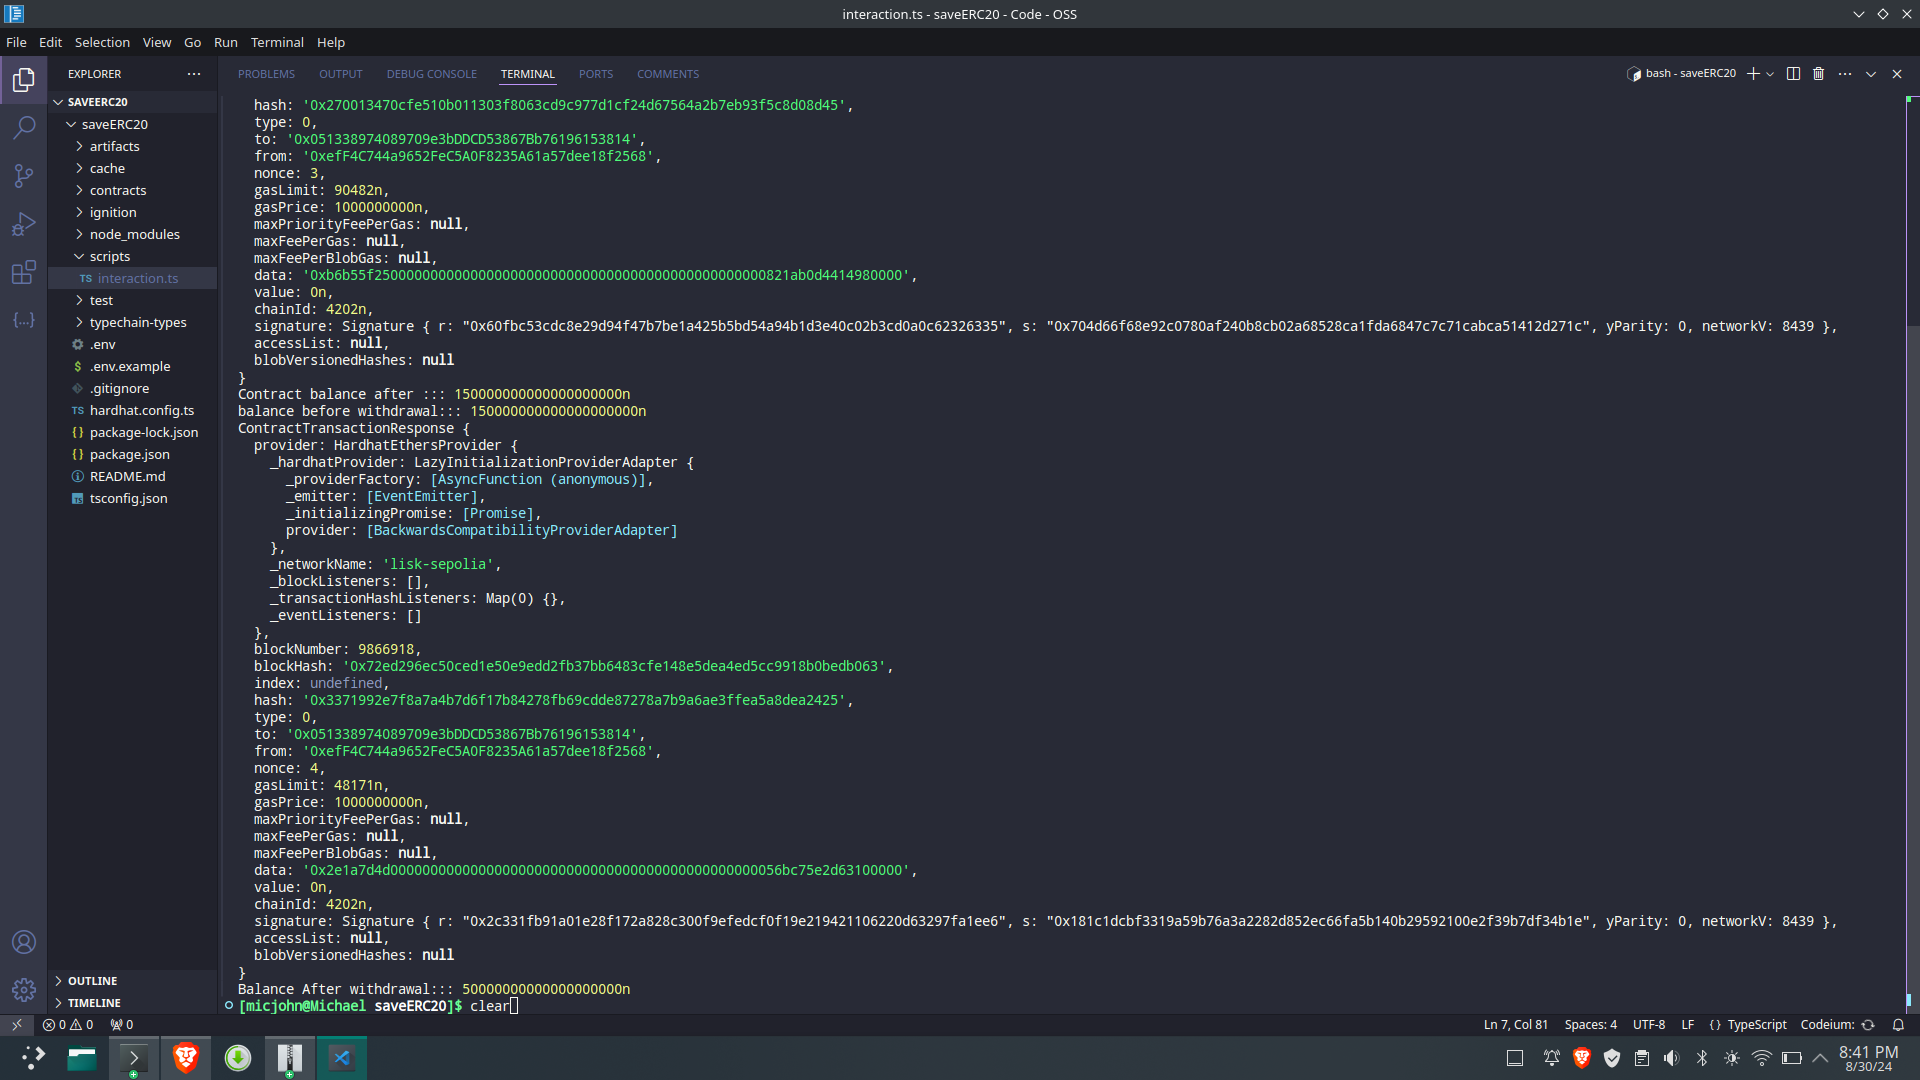 interaction.ts - saveERC20 - Code - OSS
File Edit Selection View Go Run Terminal Help
EXPLORER
SAVEERC20
saveERC20
artifacts
cache
contracts
ignition
node_modules
scripts
TS interaction.ts
test
typechain-types
.env
$ .env.example
.gitignore
TS hardhat.config.ts
{} package-lock.json
{} package.json
README.md
TS tsconfig.json
OUTLINE
TIMELINE
PROBLEMS OUTPUT DEBUG CONSOLE TERMINAL PORTS COMMENTS
bash - saveERC20
hash: '0x270013470cfe510b011303f8063cd9c977d1cf24d67564a2b7eb93f5c8d08d45',
type: 0,
to: '0x051338974089709e3bDDCD53867Bb76196153814',
from: '0xefF4C744a9652FeC5A0F8235A61a57dee18f2568',
nonce: 3,
gasLimit: 90482n,
gasPrice: 1000000000n,
maxPriorityFeePerGas: null,
maxFeePerGas: null,
maxFeePerBlobGas: null,
data: '0xb6b55f250000000000000000000000000000000000000000000000821ab0d4414980000',
value: 0n,
chainId: 4202n,
signature: Signature { r: "0x60fbc53cdc8e29d94f47b7be1a425b5bd54a94b1d3e40c02b3cd0a0c62326335", s: "0x704d66f68e92c0780af240b8cb02a68528ca1fda6847c7c71cabca51412d271c", yParity: 0, networkV: 8439 },
accessList: null,
blobVersionedHashes: null
}
Contract balance after ::: 150000000000000000000n
balance before withdrawal::: 150000000000000000000n
ContractTransactionResponse {
provider: HardhatEthersProvider {
_hardhatProvider: LazyInitializationProviderAdapter {
_providerFactory: [AsyncFunction (anonymous)],
_emitter: [EventEmitter],
_initializingPromise: [Promise],
provider: [BackwardsCompatibilityProviderAdapter]
},
_networkName: 'lisk-sepolia',
_blockListeners: [],
_transactionHashListeners: Map(0) {},
_eventListeners: []
},
blockNumber: 9866918,
blockHash: '0x72ed296ec50ced1e50e9edd2fb37bb6483cfe148e5dea4ed5cc9918b0bedb063',
index: undefined,
hash: '0x3371992e7f8a7a4b7d6f17b84278fb69cdde87278a7b9a6ae3ffea5a8dea2425',
type: 0,
to: '0x051338974089709e3bDDCD53867Bb76196153814',
from: '0xefF4C744a9652FeC5A0F8235A61a57dee18f2568',
nonce: 4,
gasLimit: 48171n,
gasPrice: 1000000000n,
maxPriorityFeePerGas: null,
maxFeePerGas: null,
maxFeePerBlobGas: null,
data: '0x2e1a7d4d0000000000000000000000000000000000000000000000056bc75e2d63100000',
value: 0n,
chainId: 4202n,
signature: Signature { r: "0x2c331fb91a01e28f172a828c300f9efedcf0f19e219421106220d63297fa1ee6", s: "0x181c1dcbf3319a59b76a3a2282d852ec66fa5b140b29592100e2f39b7df34b1e", yParity: 0, networkV: 8439 },
accessList: null,
blobVersionedHashes: null
}
Balance After withdrawal::: 50000000000000000000n
[micjohn@Michael saveERC20]$ clear
0 0 0
Ln 7, Col 81 Spaces: 4 UTF-8 LF {} TypeScript Codeium:
8:41 PM
8/30/24